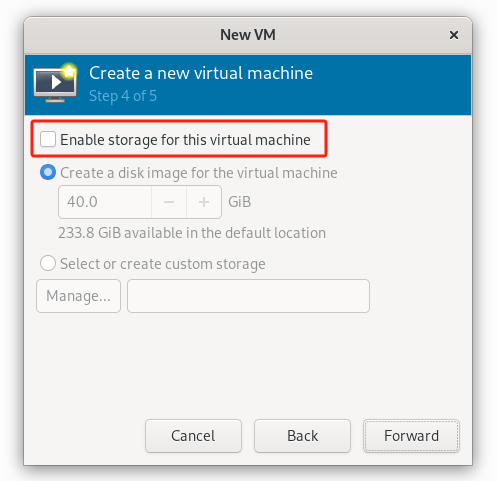 New VM
Create a new virtual machine
Step 4 of 5
Enable storage for this virtual machine
Create a disk image for the virtual machine
40.0 − + GiB
233.8 GiB available in the default location
Select or create custom storage
Manage...
Cancel Back Forward